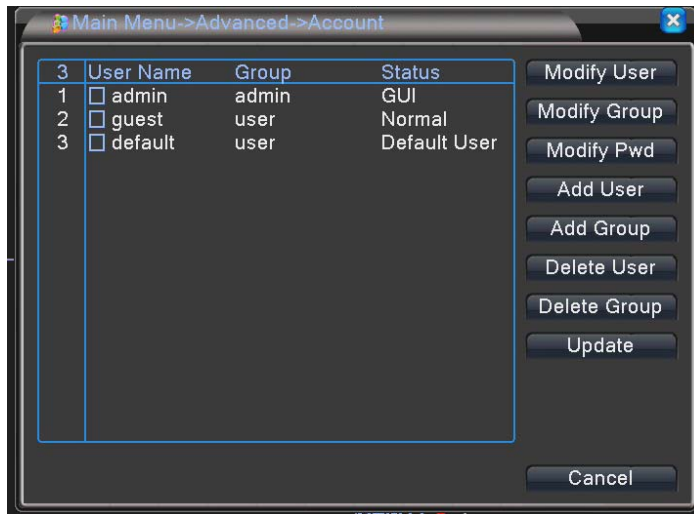 Main Menu->Advanced->Account
3 User Name Group Status
1 admin admin GUI
2 guest user Normal
3 default user Default User
Modify User
Modify Group
Modify Pwd
Add User
Add Group
Delete User
Delete Group
Update
Cancel